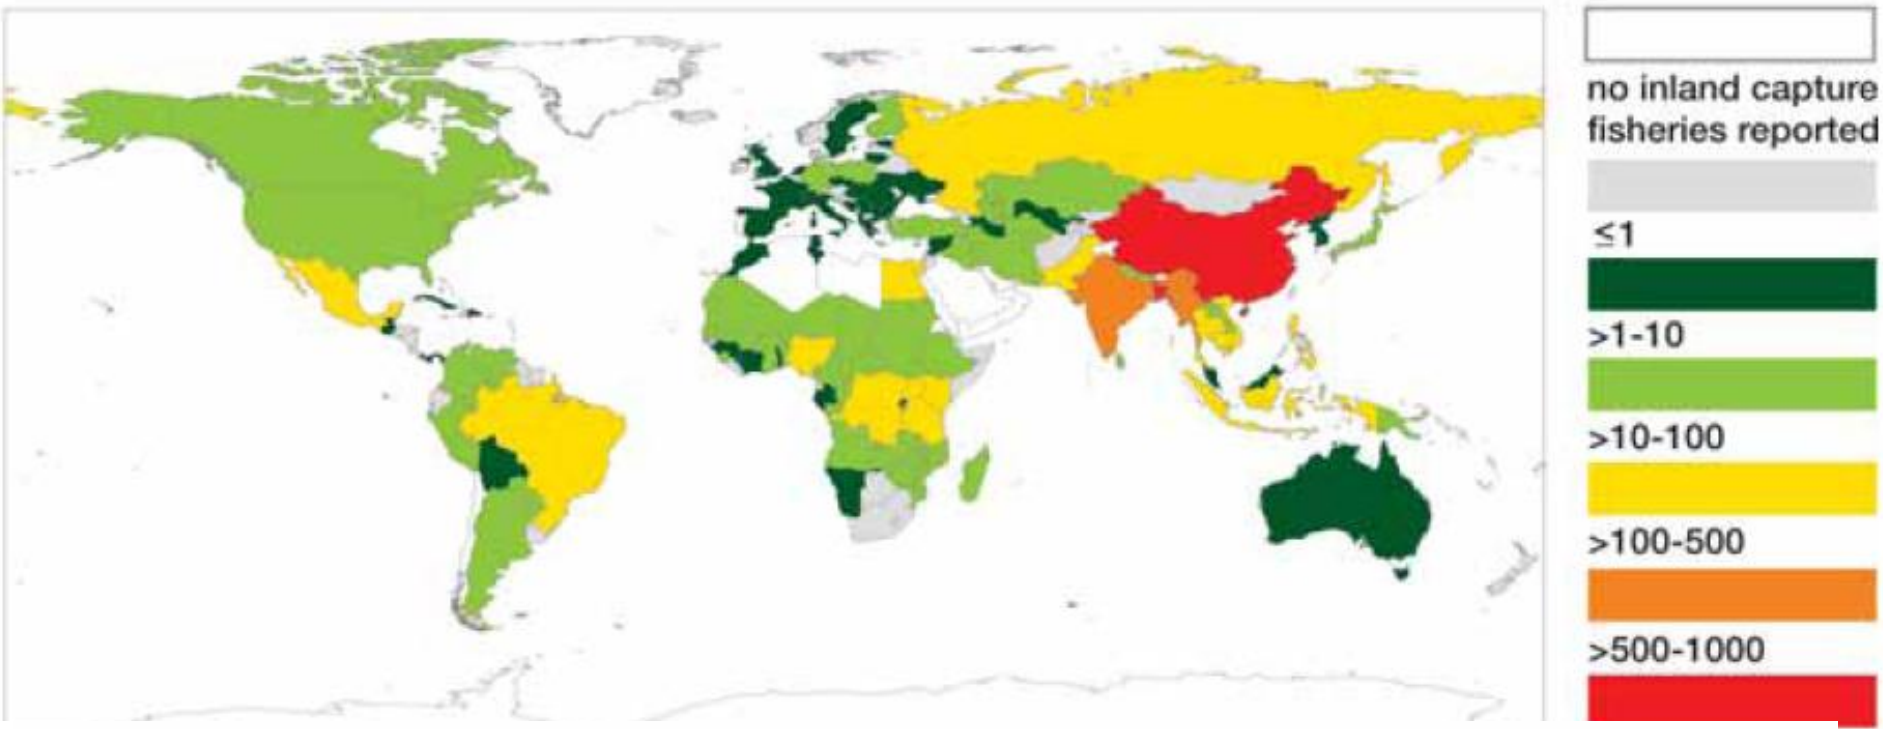 no inland capture
fisheries reported
≤1
>1-10
>10-100
>100-500
>500-1000